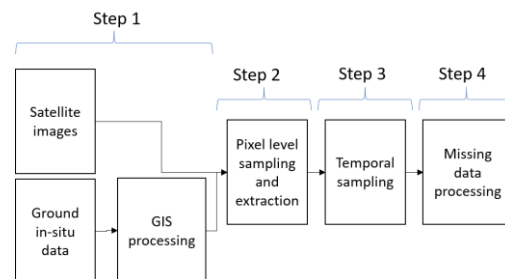 Step 1
Step 2
Step 3
Step 4
Satellite
images
Ground
in-situ
data
GIS
processing
Pixel level
sampling
and
extraction
Temporal
sampling
Missing
data
processing